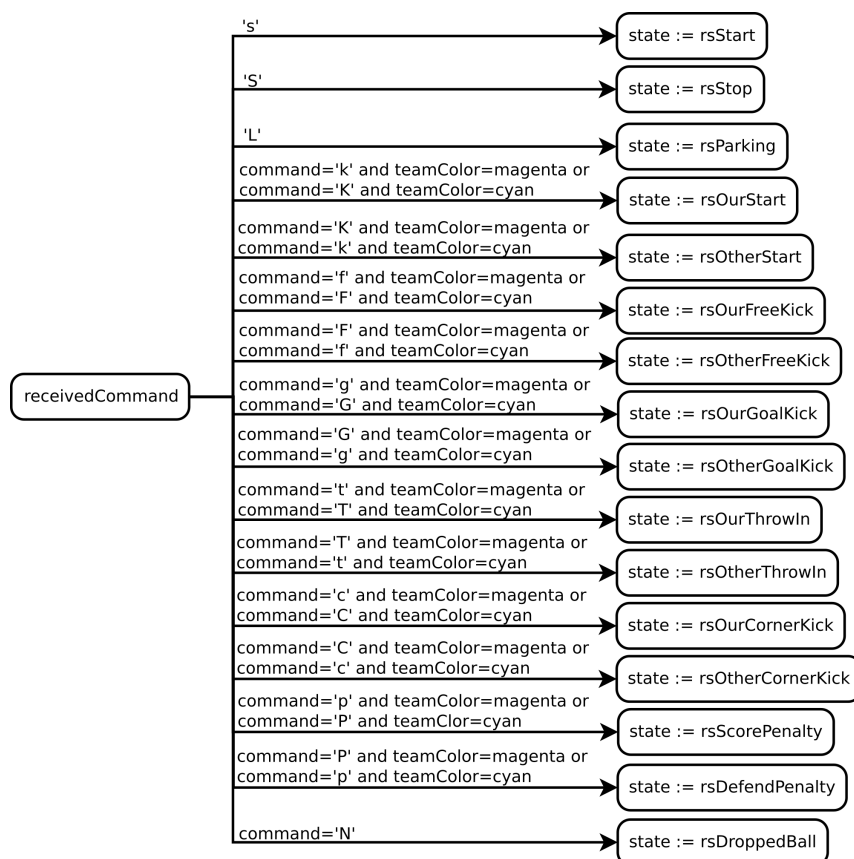 's'
state := rsStart
'S'
state := rsStop
'L'
state := rsParking
command='k' and teamColor=magenta or
command='K' and teamColor=cyan
state := rsOurStart
command='K' and teamColor=magenta or
command='k' and teamColor=cyan
state := rsOtherStart
command='f' and teamColor=magenta or
command='F' and teamColor=cyan
state := rsOurFreeKick
command='F' and teamColor=magenta or
command='f' and teamColor=cyan
state := rsOtherFreeKick
receivedCommand
command='g' and teamColor=magenta or
command='G' and teamColor=cyan
state := rsOurGoalKick
command='G' and teamColor=magenta or
command='g' and teamColor=cyan
state := rsOtherGoalKick
command='t' and teamColor=magenta or
command='T' and teamColor=cyan
state := rsOurThrowIn
command='T' and teamColor=magenta or
command='t' and teamColor=cyan
state := rsOtherThrowIn
command='c' and teamColor=magenta or
command='C' and teamColor=cyan
state := rsOurCornerKick
command='C' and teamColor=magenta or
command='c' and teamColor=cyan
state := rsOtherCornerKick
command='p' and teamColor=magenta or
command='P' and teamClor=cyan
state := rsScorePenalty
command='P' and teamColor=magenta or
command='p' and teamColor=cyan
state := rsDefendPenalty
command='N'
state := rsDroppedBall